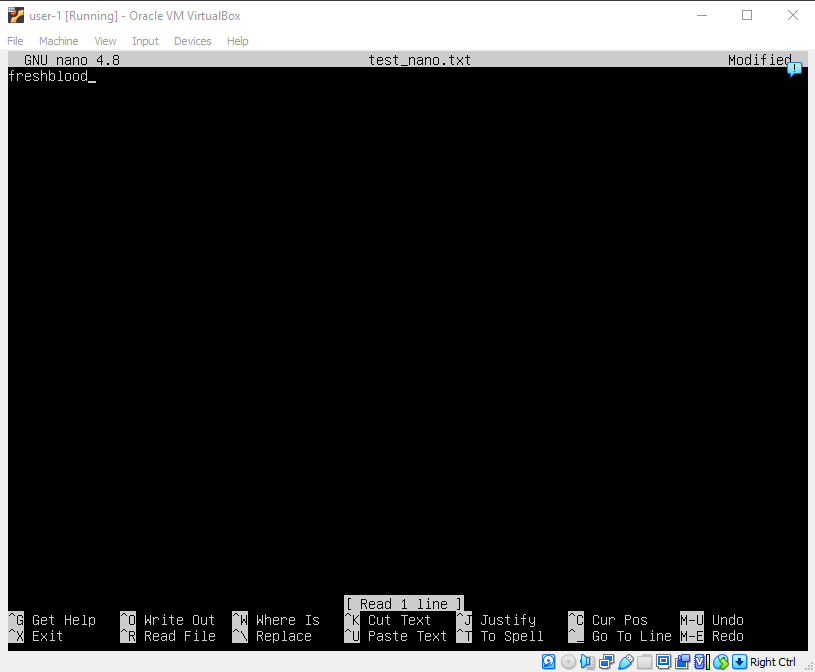 user-1 [Running] - Oracle VM VirtualBox
File Machine View Input Devices Help
GNU nano 4.8 test_nano.txt Modified
freshblood_
[ Read 1 line ]
^G Get Help ^O Write Out ^W Where Is ^K Cut Text ^J Justify ^C Cur Pos M-U Undo
^X Exit ^R Read File ^\ Replace ^U Paste Text ^T To Spell ^_ Go To Line M-E Redo
Right Ctrl